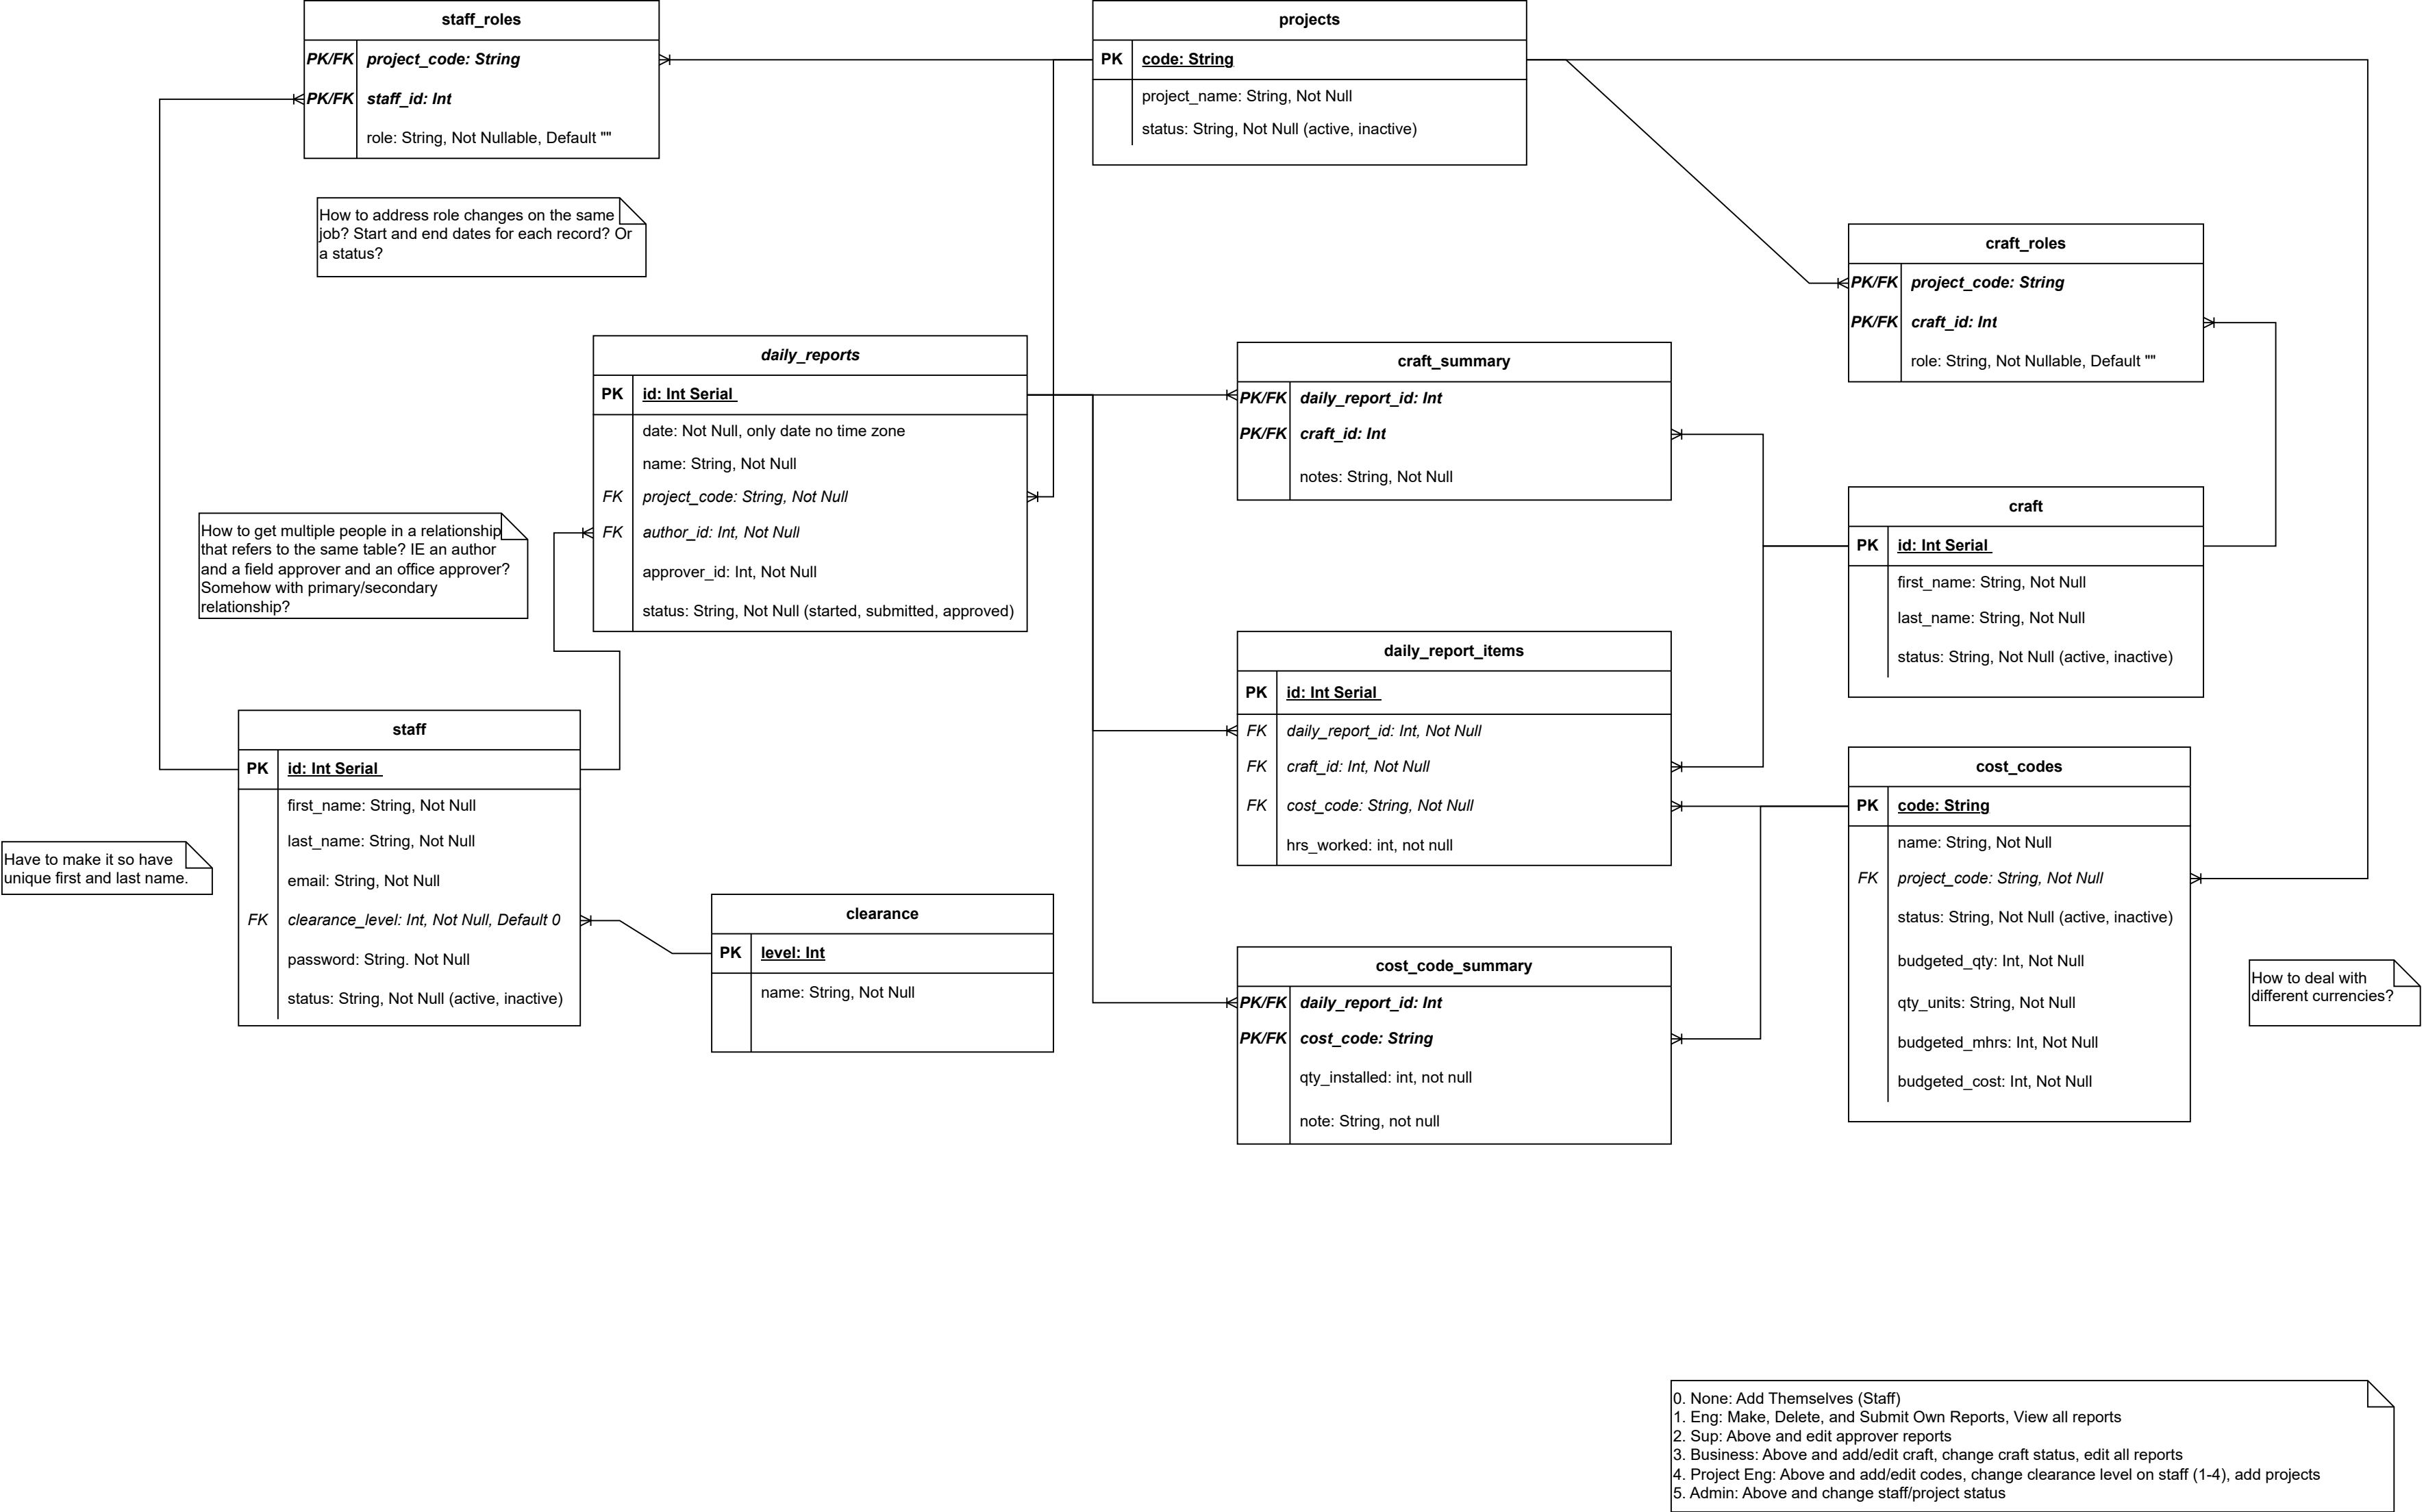 staff_roles
PK/FK project_code: String
PK/FK staff_id: Int
role: String, Not Nullable, Default ""
projects
PK code: String
project_name: String, Not Null
status: String, Not Null (active, inactive)
How to address role changes on the same
job? Start and end dates for each record? Or
a status?
craft_roles
PK/FK project_code: String
PK/FK craft_id: Int
role: String, Not Nullable, Default ""
daily_reports
PK id: Int Serial
date: Not Null, only date no time zone
name: String, Not Null
FK project_code: String, Not Null
FK author_id: Int, Not Null
approver_id: Int, Not Null
status: String, Not Null (started, submitted, approved)
craft_summary
PK/FK daily_report_id: Int
PK/FK craft_id: Int
notes: String, Not Null
How to get multiple people in a relationship
that refers to the same table? IE an author
and a field approver and an office approver?
Somehow with primary/secondary
relationship?
craft
PK id: Int Serial
first_name: String, Not Null
last_name: String, Not Null
status: String, Not Null (active, inactive)
daily_report_items
PK id: Int Serial
FK daily_report_id: Int, Not Null
FK craft_id: Int, Not Null
FK cost_code: String, Not Null
hrs_worked: int, not null
staff
PK id: Int Serial
first_name: String, Not Null
last_name: String, Not Null
email: String, Not Null
FK clearance_level: Int, Not Null, Default 0
password: String. Not Null
status: String, Not Null (active, inactive)
Have to make it so have
unique first and last name.
clearance
PK level: Int
name: String, Not Null
cost_codes
PK code: String
name: String, Not Null
FK project_code: String, Not Null
status: String, Not Null (active, inactive)
budgeted_qty: Int, Not Null
qty_units: String, Not Null
budgeted_mhrs: Int, Not Null
budgeted_cost: Int, Not Null
cost_code_summary
PK/FK daily_report_id: Int
PK/FK cost_code: String
qty_installed: int, not null
note: String, not null
How to deal with
different currencies?
0. None: Add Themselves (Staff)
1. Eng: Make, Delete, and Submit Own Reports, View all reports
2. Sup: Above and edit approver reports
3. Business: Above and add/edit craft, change craft status, edit all reports
4. Project Eng: Above and add/edit codes, change clearance level on staff (1-4), add projects
5. Admin: Above and change staff/project status